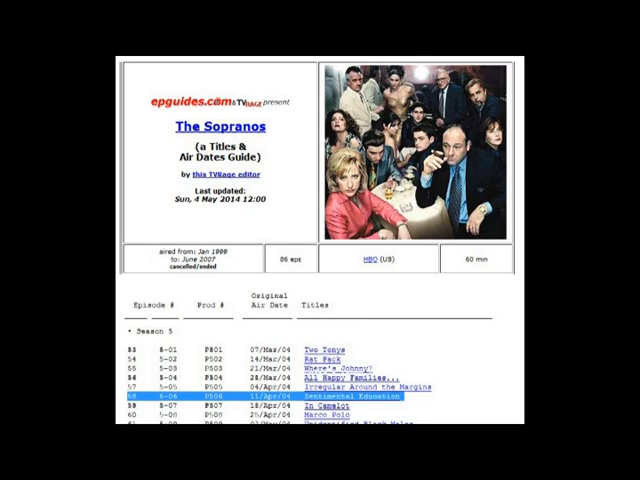 epguides.com & TVRAGE present
The Sopranos
(a Titles &
Air Dates Guide)
by this TVRage editor
Last updated:
Sun, 4 May 2014 12:00
aired from: Jan 1999
to: June 2007
cancelled/ended
86 eps
HBO (US)
60 min
Original
Episode # Prod # Air Date Titles
• Season 5
53 5-01 P501 07/Mar/04 Two Tonys
54 5-02 P502 14/Mar/04 Rat Pack
55 5-03 P503 21/Mar/04 Where's Johnny?
56 5-04 P504 28/Mar/04 All Happy Families...
57 5-05 P505 04/Apr/04 Irregular Around the Margins
58 5-06 P506 11/Apr/04 Sentimental Education
59 5-07 P507 18/Apr/04 In Camelot
60 5-08 P508 25/Apr/04 Marco Polo